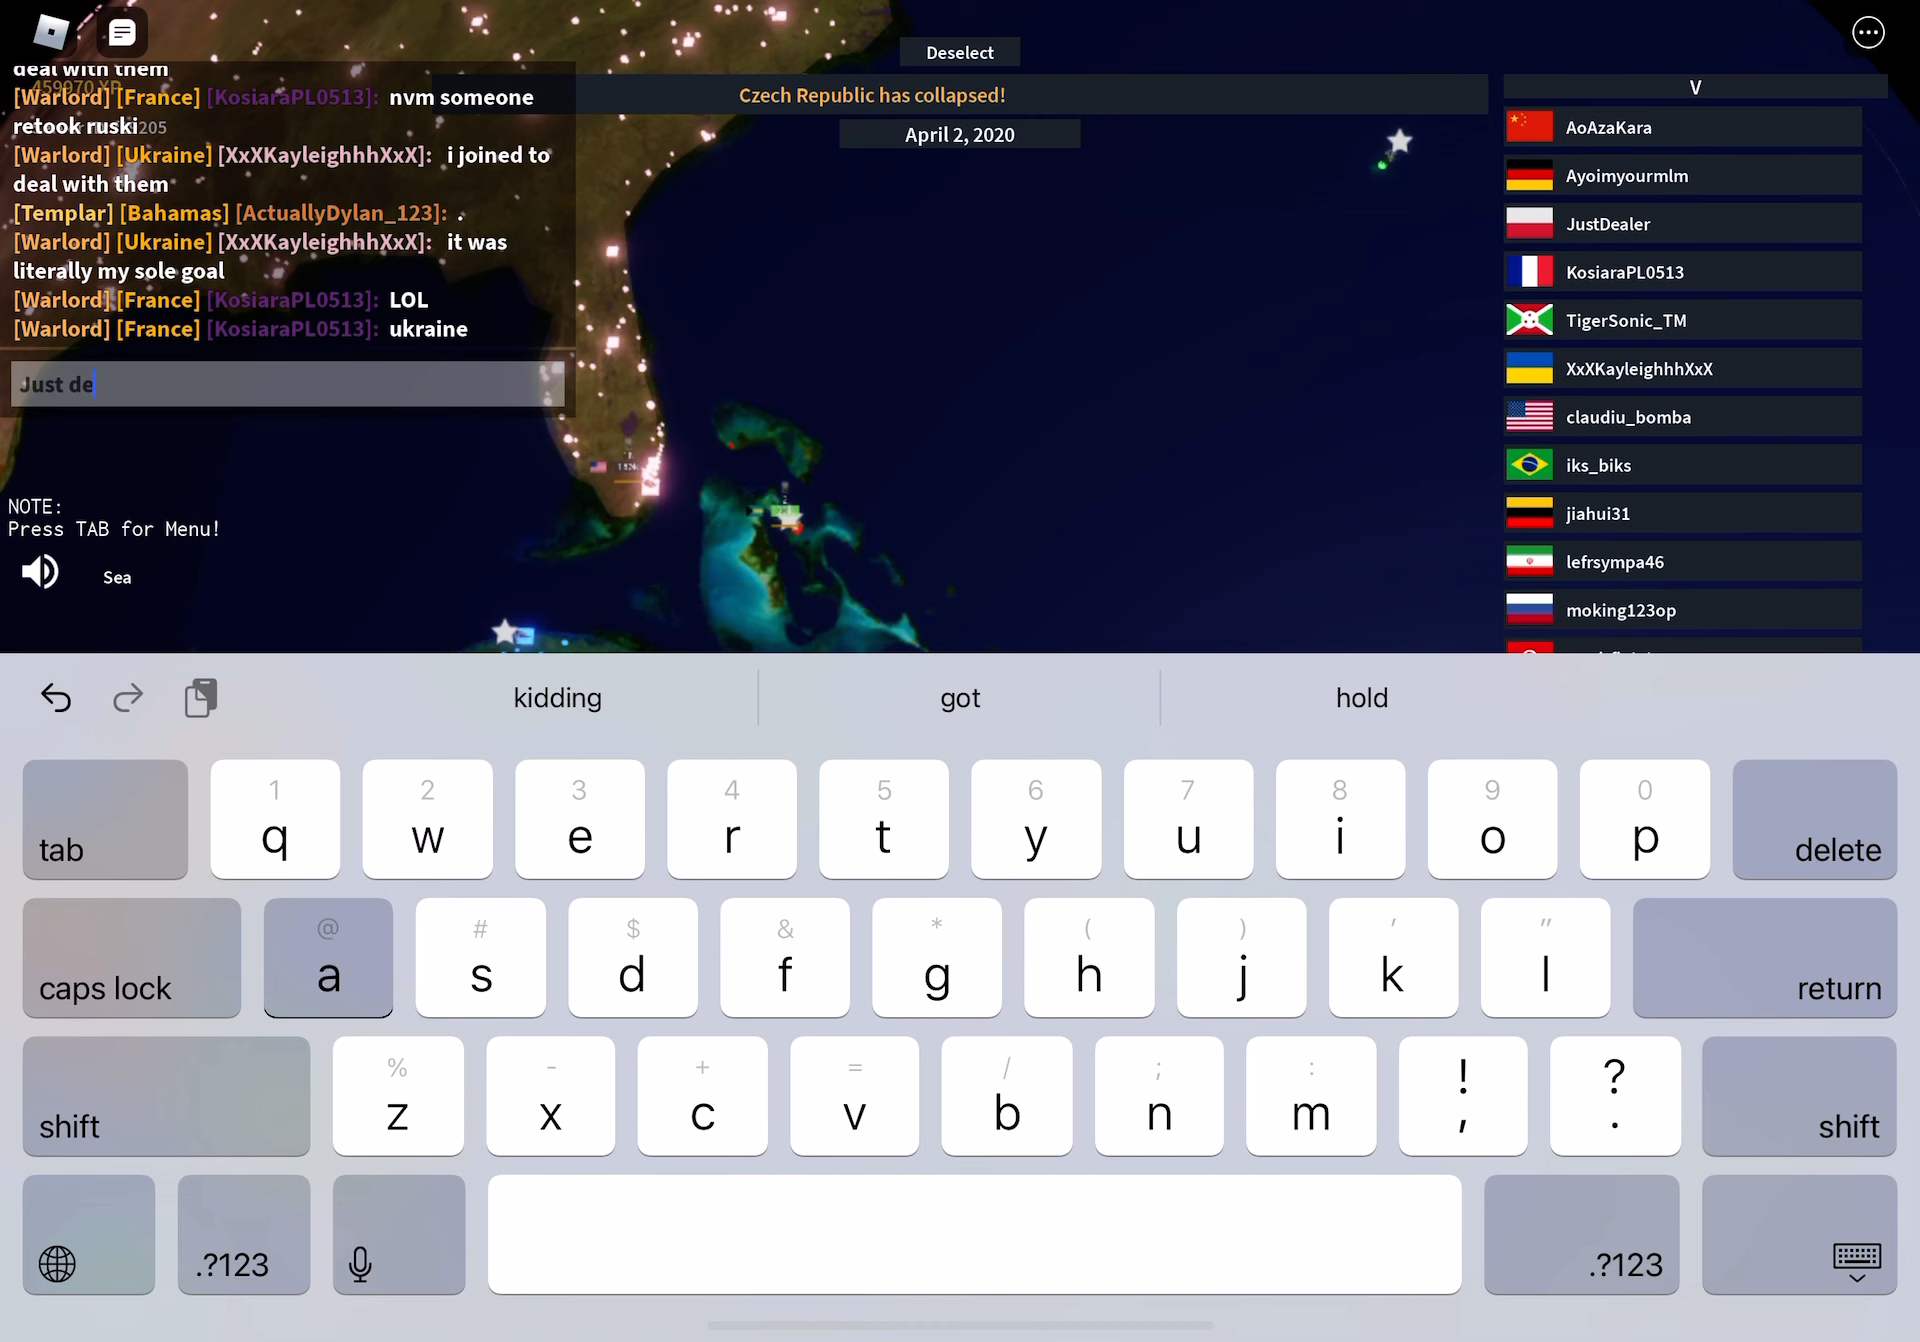 deal with them
459070 XP
[Warlord] [France] [KosiaraPL0513]: nvm someone
retook ruski
205
[Warlord] [Ukraine] [XxXKayleighhhXxX]: i joined to
deal with them
[Templar] [Bahamas] [ActuallyDylan_123]: .
[Warlord] [Ukraine] [XxXKayleighhhXxX]: it was
literally my sole goal
[Warlord] [France] [KosiaraPL0513]: LOL
[Warlord] [France] [KosiaraPL0513]: ukraine
Just de
NOTE:
Press TAB for Menu!
Sea
Deselect
Czech Republic has collapsed!
April 2, 2020
V
AoAzaKara
Ayoimyourmlm
JustDealer
KosiaraPL0513
TigerSonic_TM
XxXKayleighhhXxX
claudiu_bomba
iks_biks
jiahui31
lefrsympa46
moking123op
kidding got hold
1 2 3 4 5 6 7 8 9 0
tab q w e r t y u i o p delete
@ # $ & * ( ) ' "
caps lock a s d f g h j k l return
% - + = / ; : ! ?
shift z x c v b n m , . shift
.?123 .?123